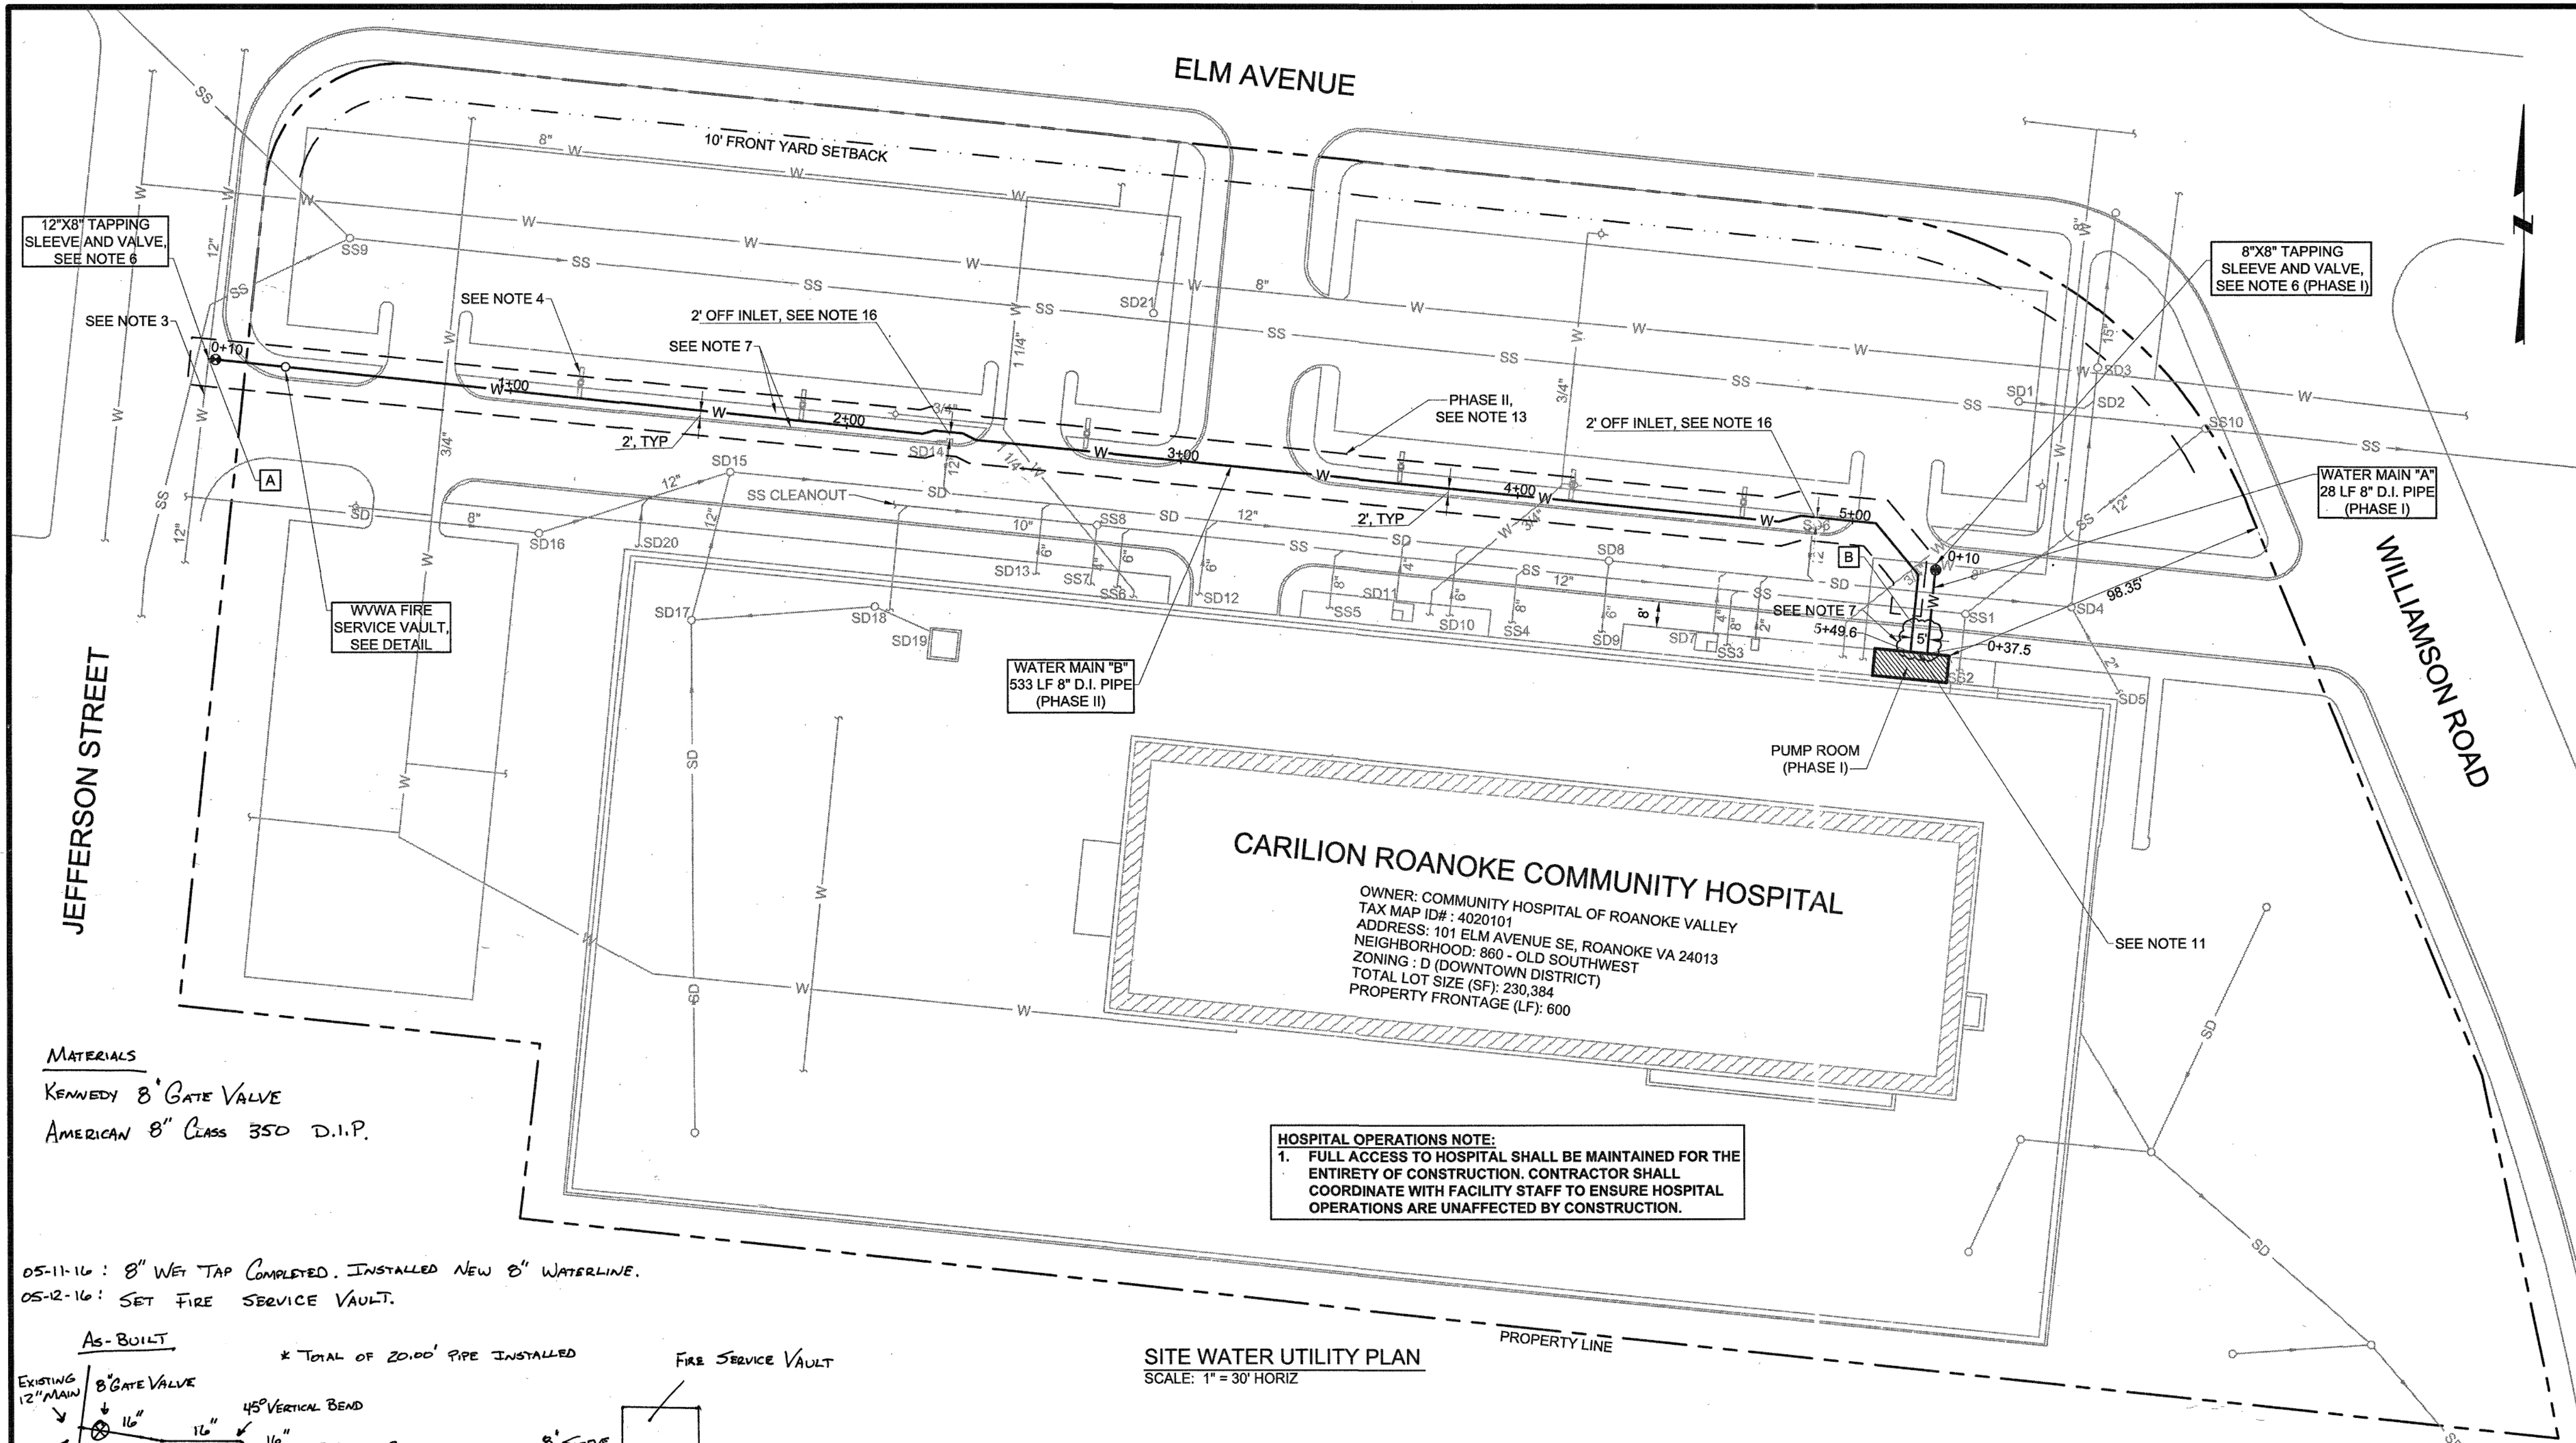 ELM AVENUE
10' FRONT YARD SETBACK
12"X8" TAPPING
SLEEVE AND VALVE,
SEE NOTE 6
SEE NOTE 3
SEE NOTE 4
2' OFF INLET, SEE NOTE 16
SEE NOTE 7
8"X8" TAPPING
SLEEVE AND VALVE,
SEE NOTE 6 (PHASE I)
PHASE II,
SEE NOTE 13
2' OFF INLET, SEE NOTE 16
WATER MAIN "A"
28 LF 8" D.I. PIPE
(PHASE I)
0+10
1+00
2+00
3+00
4+00
5+00
0+10
5+49.6
0+37.5
98.35'
2', TYP
2', TYP
8'
5'
A
B
SEE NOTE 7
SS CLEANOUT
SS9
SD21
SD1
SD2
SD3
SS10
SD14
SD15
SD16
SD20
SD13
SS7
SS8
SS6
SD12
SS5
SD11
SD10
SS4
SD8
SD9
SD7
SS3
SS1
SD4
SS2
SD5
SD17
SD18
SD19
WVWA FIRE
SERVICE VAULT,
SEE DETAIL
WATER MAIN "B"
533 LF 8" D.I. PIPE
(PHASE II)
PUMP ROOM
(PHASE I)
SEE NOTE 11
JEFFERSON STREET
WILLIAMSON ROAD
N
CARILION ROANOKE COMMUNITY HOSPITAL
OWNER: COMMUNITY HOSPITAL OF ROANOKE VALLEY
TAX MAP ID# : 4020101
ADDRESS: 101 ELM AVENUE SE, ROANOKE VA 24013
NEIGHBORHOOD: 860 - OLD SOUTHWEST
ZONING : D (DOWNTOWN DISTRICT)
TOTAL LOT SIZE (SF): 230,384
PROPERTY FRONTAGE (LF): 600
HOSPITAL OPERATIONS NOTE:
1. FULL ACCESS TO HOSPITAL SHALL BE MAINTAINED FOR THE
ENTIRETY OF CONSTRUCTION. CONTRACTOR SHALL
COORDINATE WITH FACILITY STAFF TO ENSURE HOSPITAL
OPERATIONS ARE UNAFFECTED BY CONSTRUCTION.
MATERIALS
KENNEDY 8" GATE VALVE
AMERICAN 8" CLASS 350 D.I.P.
05-11-16 : 8" WET TAP COMPLETED. INSTALLED NEW 8" WATERLINE.
05-12-16 : SET FIRE SERVICE VAULT.
AS-BUILT
* TOTAL OF 20.00' PIPE INSTALLED
FIRE SERVICE VAULT
EXISTING
12" MAIN
8" GATE VALVE
45° VERTICAL BEND
16"
16"
16"
PROPERTY LINE
SITE WATER UTILITY PLAN
SCALE: 1" = 30' HORIZ